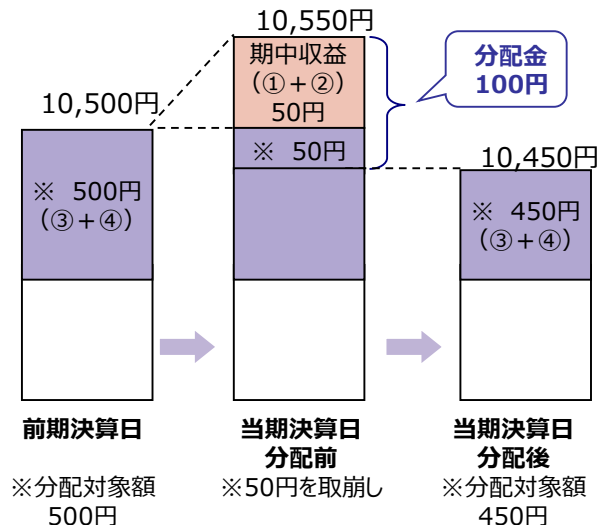 10,500円
※ 500円
(③+④)
前期決算日
※分配対象額
500円
10,550円
期中収益
(①+②)
50円
※ 50円
当期決算日
分配前
※50円を取崩し
分配金
100円
10,450円
※ 450円
(③+④)
当期決算日
分配後
※分配対象額
450円